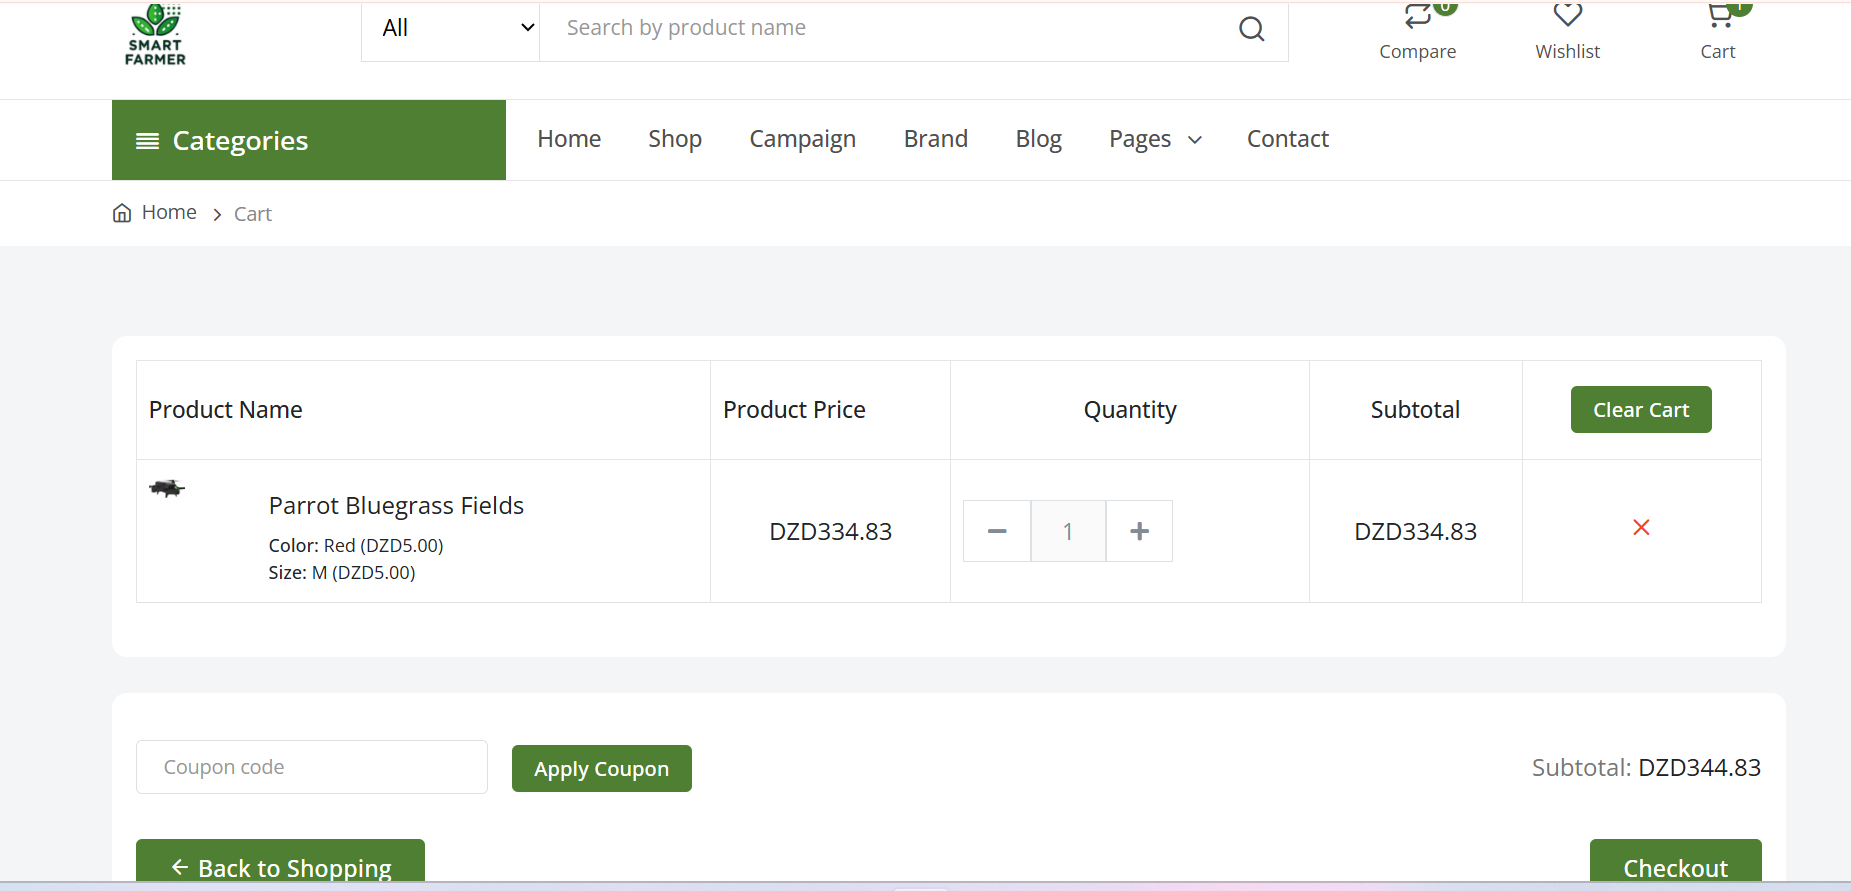 SMART
FARMER
All
Search by product name
0
1
Compare
Wishlist
Cart
Categories
Home
Shop
Campaign
Brand
Blog
Pages
Contact
Home
Cart
Product Name
Product Price
Quantity
Subtotal
Clear Cart
Parrot Bluegrass Fields
Color: Red (DZD5.00)
Size: M (DZD5.00)
DZD334.83
1
DZD334.83
Coupon code
Apply Coupon
Subtotal: DZD344.83
Back to Shopping
Checkout